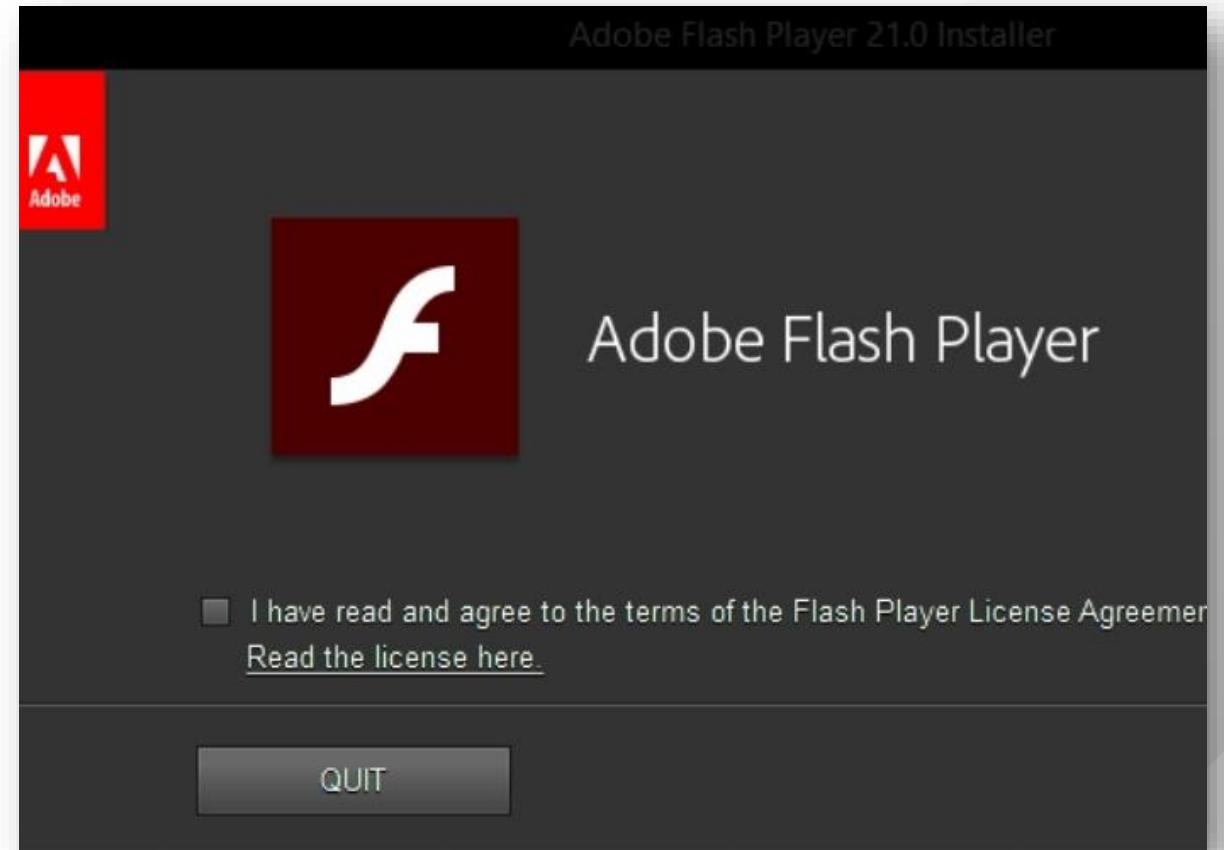 Adobe Flash Player 21.0 Installer
Adobe
Adobe Flash Player
I have read and agree to the terms of the Flash Player License Agreemer
Read the license here.
QUIT